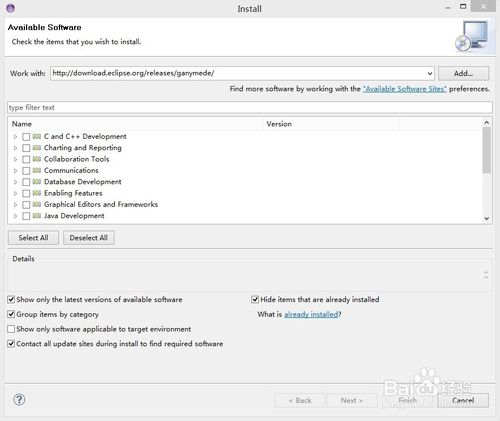 Install
Available Software
Check the items that you wish to install.
Work with: http://download.eclipse.org/releases/ganymede/ Add...
Find more software by working with the "Available Software Sites" preferences.
type filter text
Name Version
C and C++ Development
Charting and Reporting
Collaboration Tools
Communications
Database Development
Enabling Features
Graphical Editors and Frameworks
Java Development
Select All Deselect All
Details
Show only the latest versions of available software Hide items that are already installed
Group items by category What is already installed?
Show only software applicable to target environment
Contact all update sites during install to find required software
? < Back Next > Finish Cancel
Baidu 经验